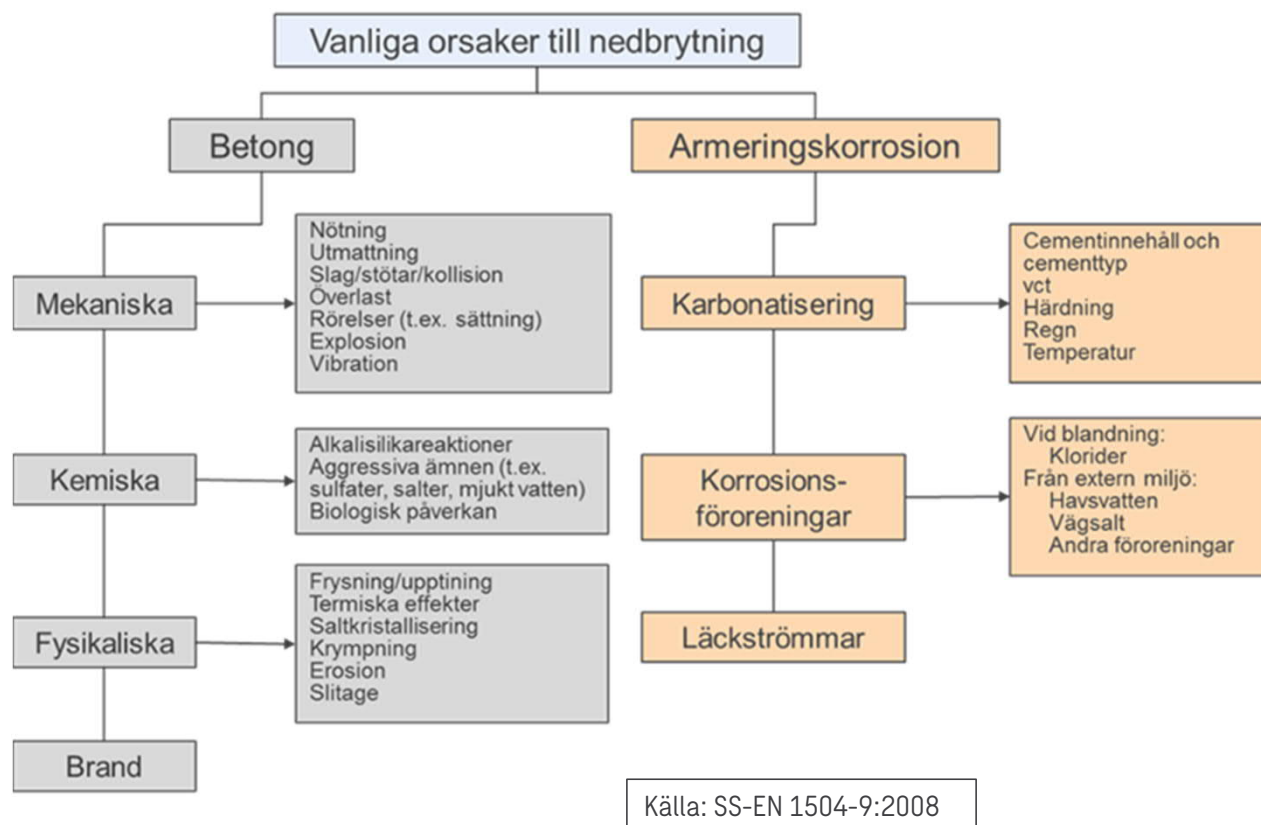 Vanliga orsaker till nedbrytning
Betong
Armeringskorrosion
Mekaniska
Nötning
Utmattning
Slag/stötar/kollision
Överlast
Rörelser (t.ex. sättning)
Explosion
Vibration
Kemiska
Alkalisilikareaktioner
Aggressiva ämnen (t.ex.
sulfater, salter, mjukt vatten)
Biologisk påverkan
Fysikaliska
Frysning/upptining
Termiska effekter
Saltkristallisering
Krympning
Erosion
Slitage
Brand
Karbonatisering
Cementinnehåll och
cementtyp
vct
Härdning
Regn
Temperatur
Korrosions-
föroreningar
Vid blandning:
Klorider
Från extern miljö:
Havsvatten
Vägsalt
Andra föroreningar
Läckströmmar
Källa: SS-EN 1504-9:2008